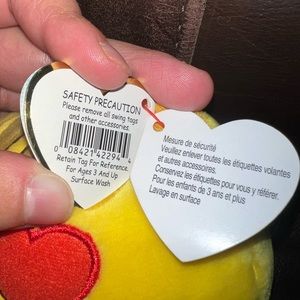 SAFETY PRECAUTION
Please remove all swing tags
and other accessories.
0 08421 42294 4
Retain Tag For Reference.
For Ages 3 And Up
Surface Wash
Mesure de sécurité
Veuillez enlever toutes les étiquettes volantes
et autres accessoires.
Conservez les étiquettes pour vous y référer.
Pour les enfants de 3 ans et plus
Lavage en surface